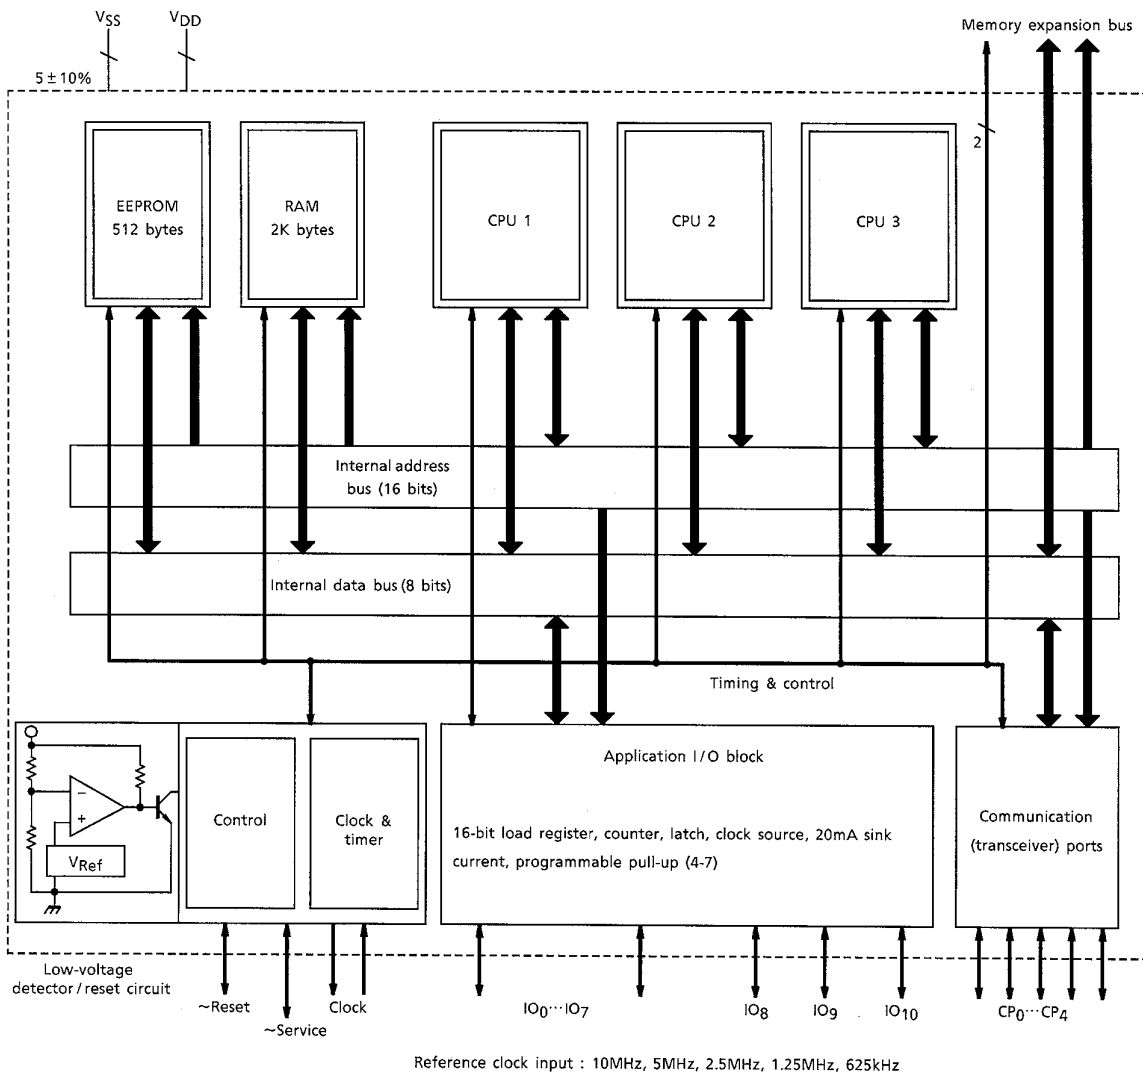 VSS
VDD
Memory expansion bus
5 ± 10%
2
EEPROM
512 bytes
RAM
2K bytes
CPU 1
CPU 2
CPU 3
Internal address
bus (16 bits)
Internal data bus (8 bits)
Timing & control
Application I/O block
16-bit load register, counter, latch, clock source, 20mA sink
current, programmable pull-up (4-7)
Control
Clock &
timer
−
+
VRef
Communication
(transceiver) ports
Low-voltage
detector / reset circuit
~Reset
~Service
Clock
IO0···IO7
IO8
IO9
IO10
CP0···CP4
Reference clock input : 10MHz, 5MHz, 2.5MHz, 1.25MHz, 625kHz